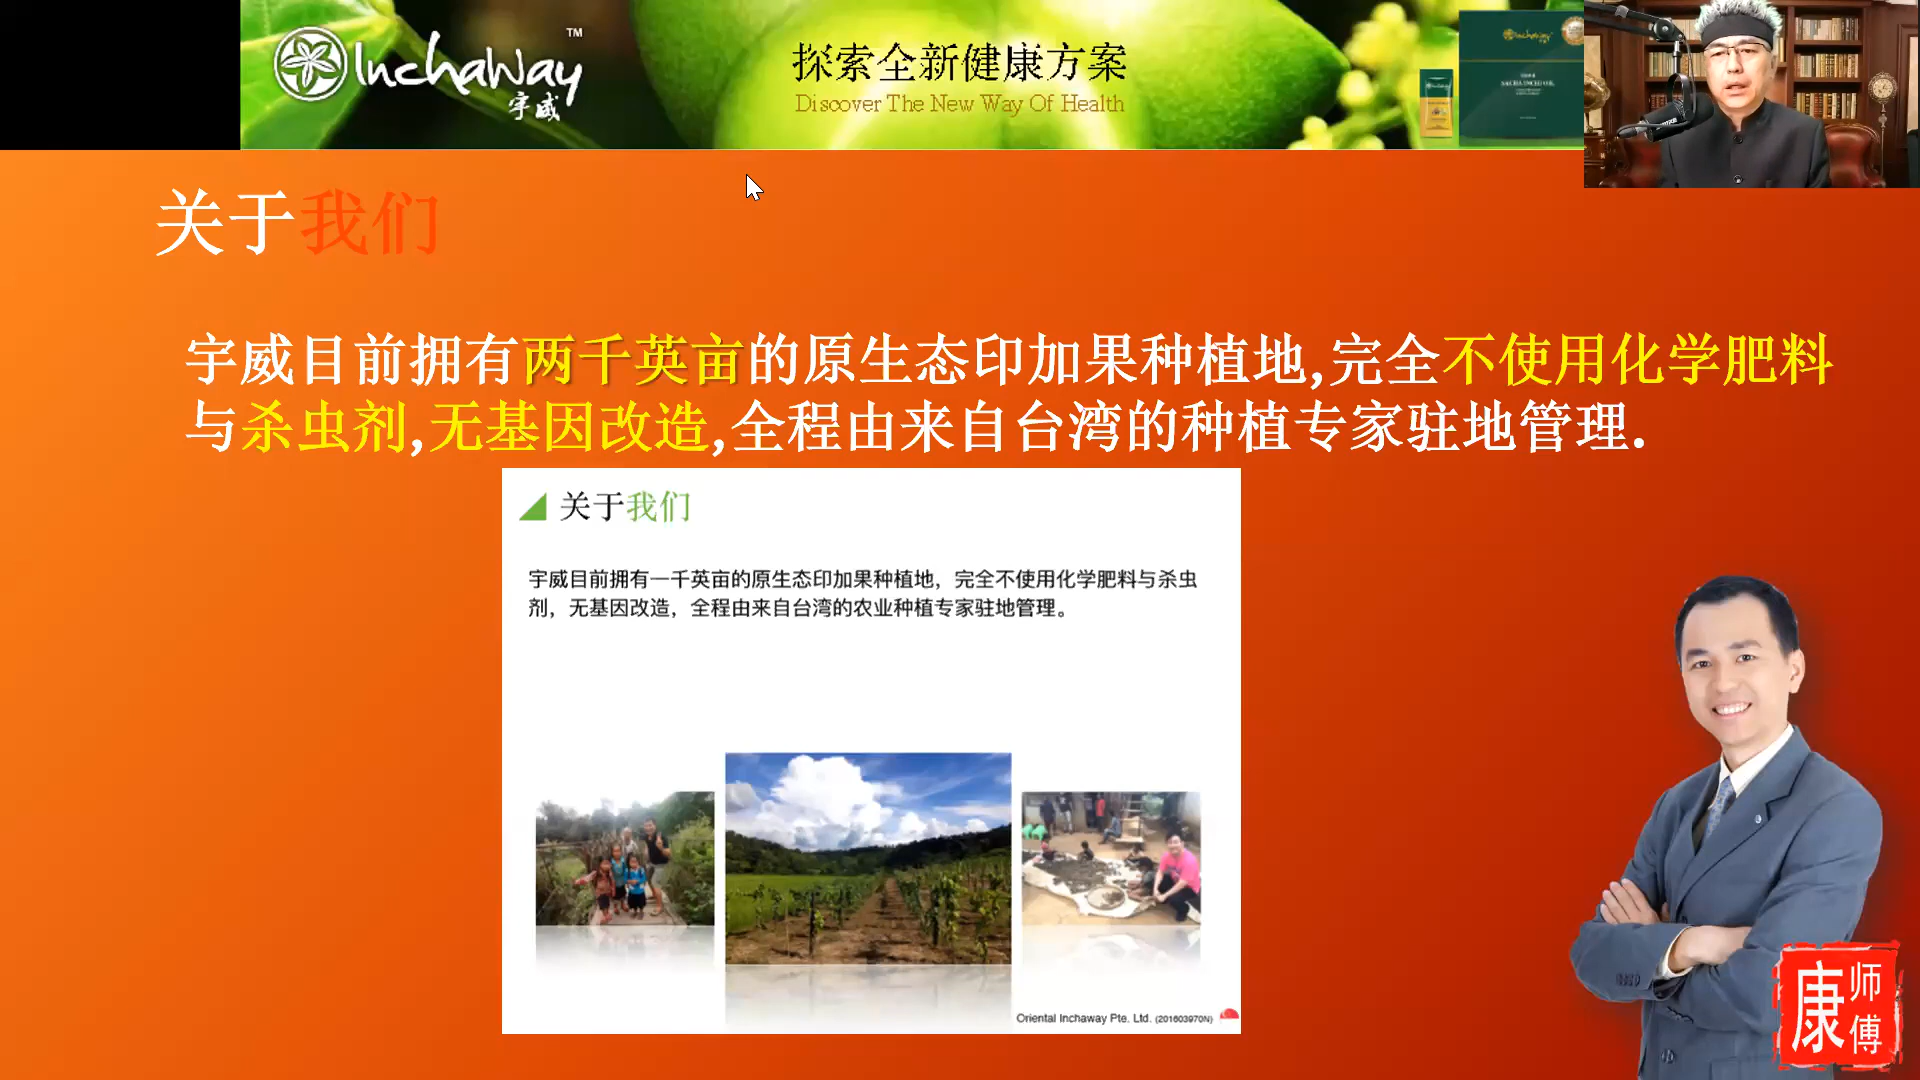 Inchaway™
宇威
探索全新健康方案
Discover The New Way Of Health
Inchaway
SACHA INCHI OIL
关于我们
宇威目前拥有两千英亩的原生态印加果种植地,完全不使用化学肥料
与杀虫剂,无基因改造,全程由来自台湾的种植专家驻地管理.
关于我们
宇威目前拥有一千英亩的原生态印加果种植地，完全不使用化学肥料与杀虫
剂，无基因改造，全程由来自台湾的农业种植专家驻地管理。
Oriental Inchaway Pte. Ltd. (201603970N)
康师傅